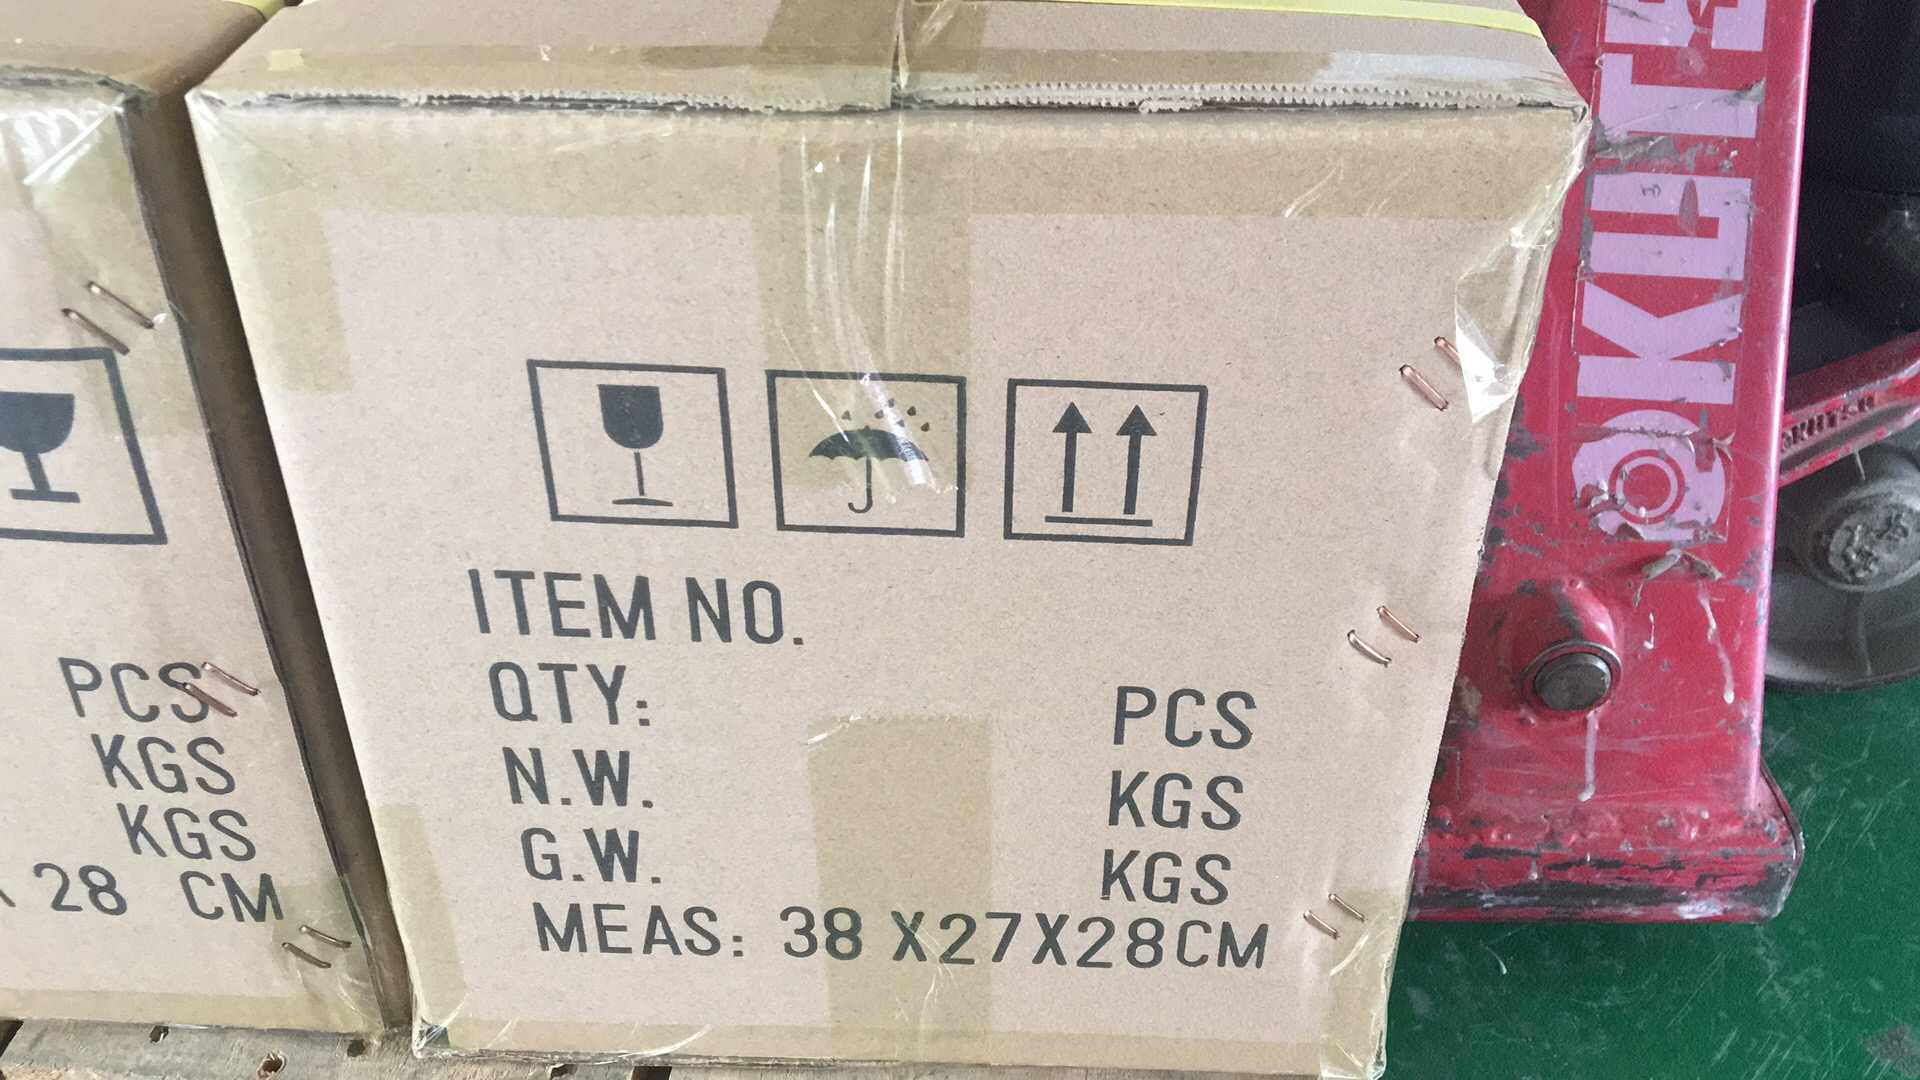 ITEM NO.
QTY: PCS
N.W. KGS
G.W. KGS
MEAS: 38 X27X28CM
PCS
KGS
KGS
28 CM